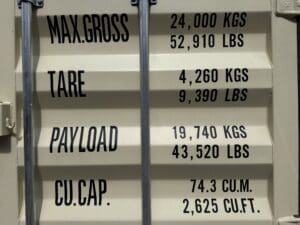 MAX.GROSS 24,000 KGS
52,910 LBS
TARE 4,260 KGS
9,390 LBS
PAYLOAD 19,740 KGS
43,520 LBS
CU.CAP. 74.3 CU.M.
2,625 CU.FT.